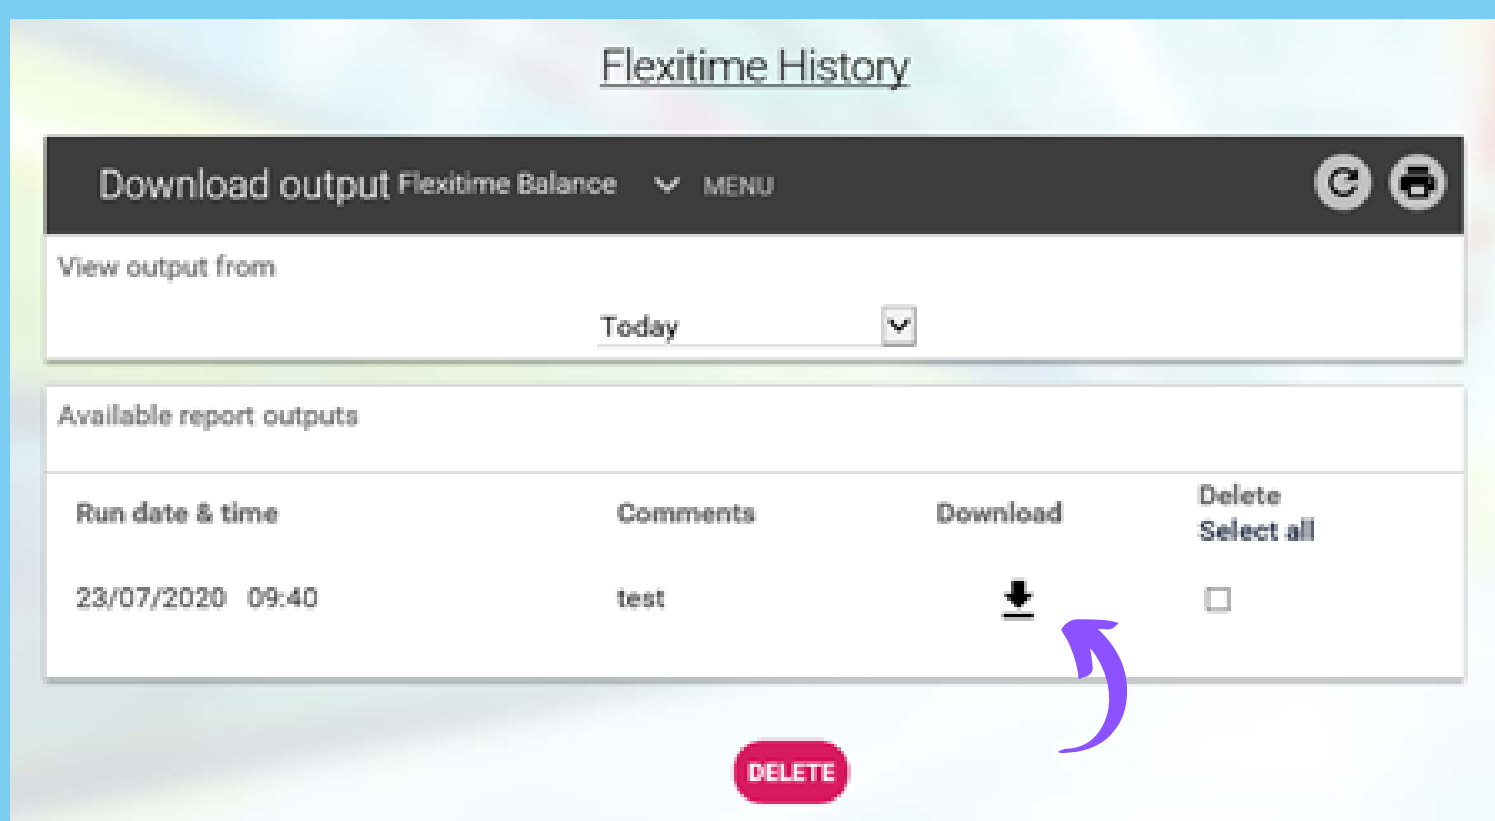 Flexitime History
Download output Flexitime Balance MENU
View output from
Today
Available report outputs
Run date & time Comments Download Delete
Select all
23/07/2020 09:40 test
DELETE